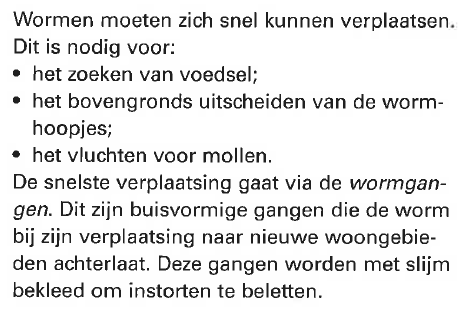 Wormen moeten zich snel kunnen verplaatsen.
Dit is nodig voor:
• het zoeken van voedsel;
• het bovengronds uitscheiden van de worm-
hoopjes;
• het vluchten voor mollen.
De snelste verplaatsing gaat via de wormgan-
gen. Dit zijn buisvormige gangen die de worm
bij zijn verplaatsing naar nieuwe woongebie-
den achterlaat. Deze gangen worden met slijm
bekleed om instorten te beletten.